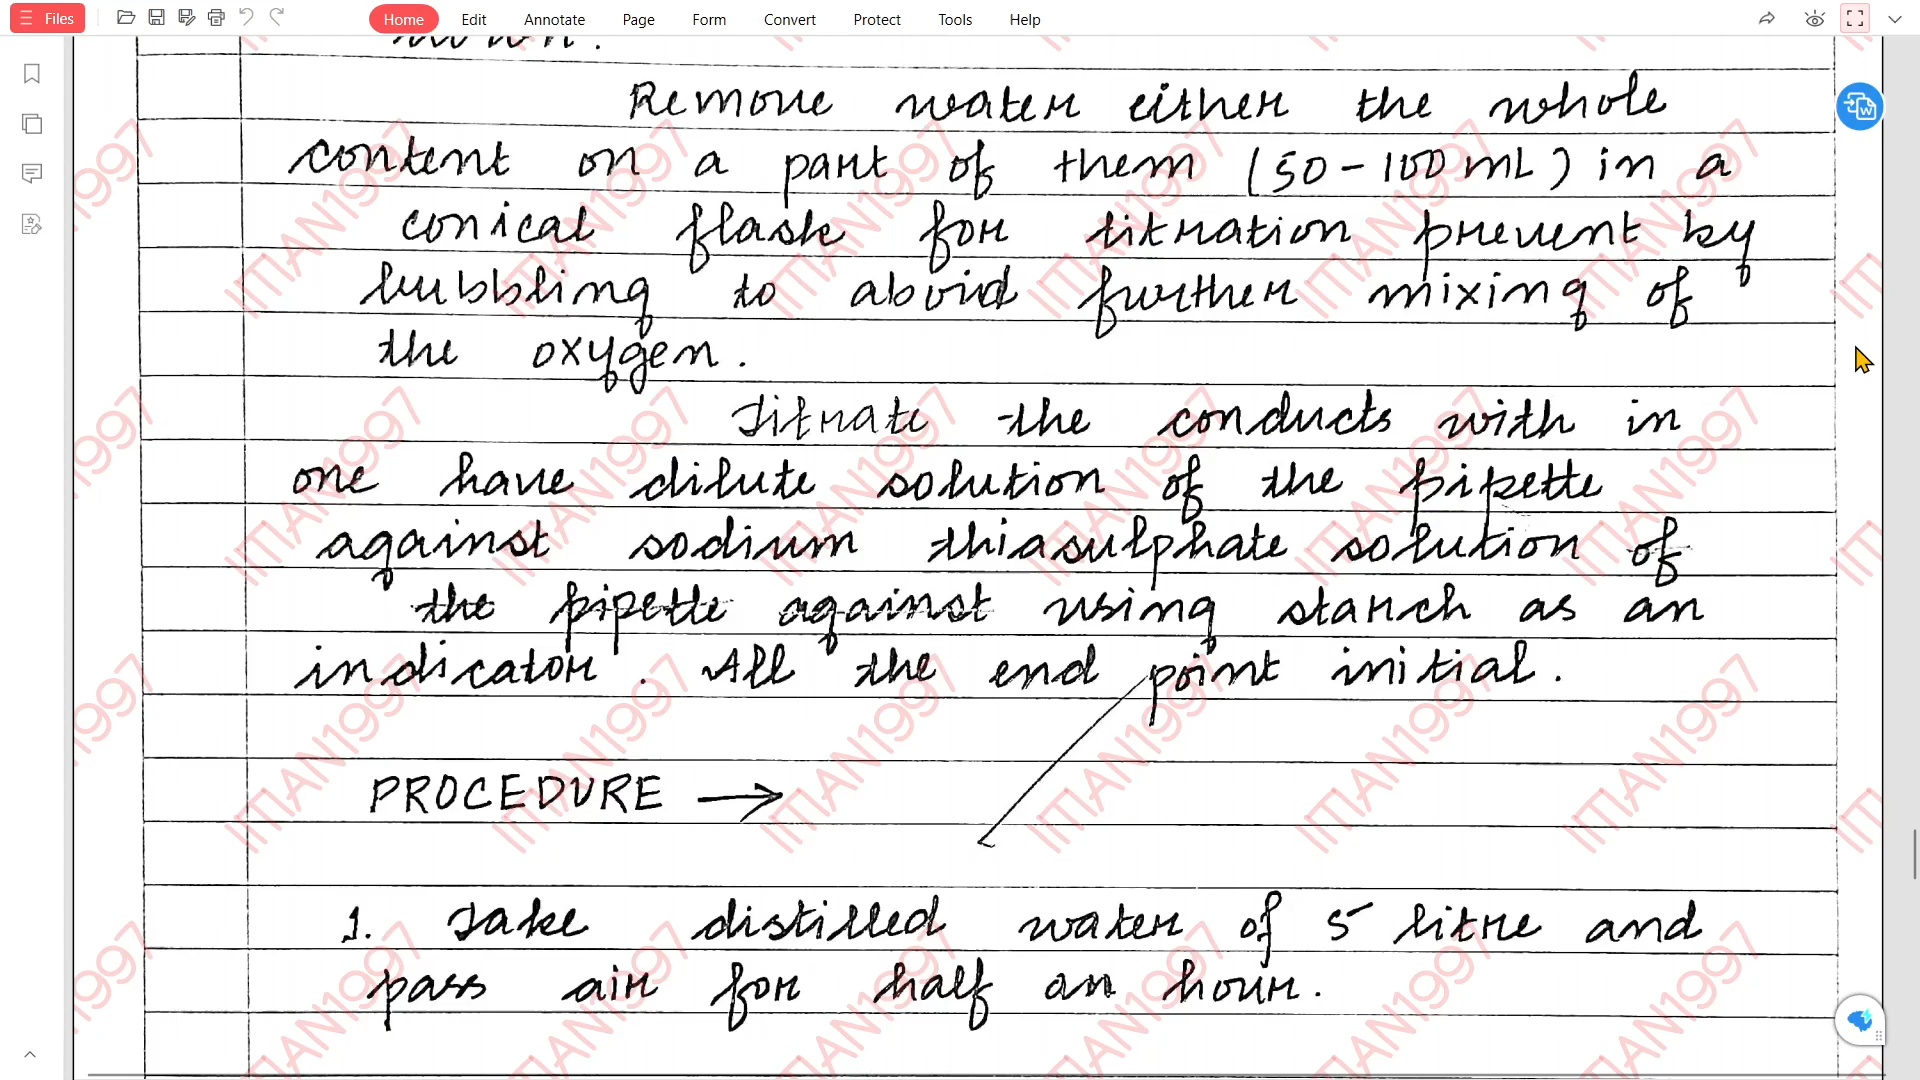 Files
Home Edit Annotate Page Form Convert Protect Tools Help
Remove water either the whole
content on a part of them (50-100 mL) in a
conical flask for titration prevent by
bubbling to abvoid further mixing of
the oxygen.
Titrate the conducts with in
one have dilute solution of the pipette
against sodium thiasulphate solution of
the pipette against using starch as an
indicator. All the end point initial.
PROCEDURE →
1. Take distilled water of 5 litre and
pass air for half an hour.
IMAN1997